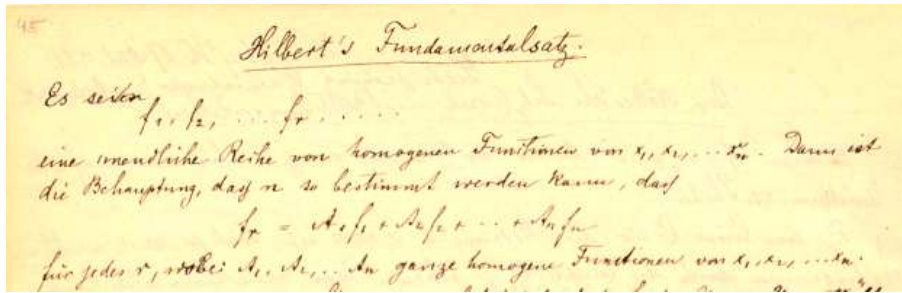 45
Hilbert's Fundamentalsatz.
Es seien
f₁, f₂, ... fᵣ .....
eine unendliche Reihe von homogenen Functionen von x₁, x₂, ... xₙ. Dann ist
die Behauptung, daß n so bestimmt werden kann, daß
fᵣ = A₁f₁ + A₂f₂ + .. + Aₙfₙ
für jedes r, wobei A₁, A₂, .. Aₙ ganze homogene Functionen von x₁, x₂, ... xₙ.